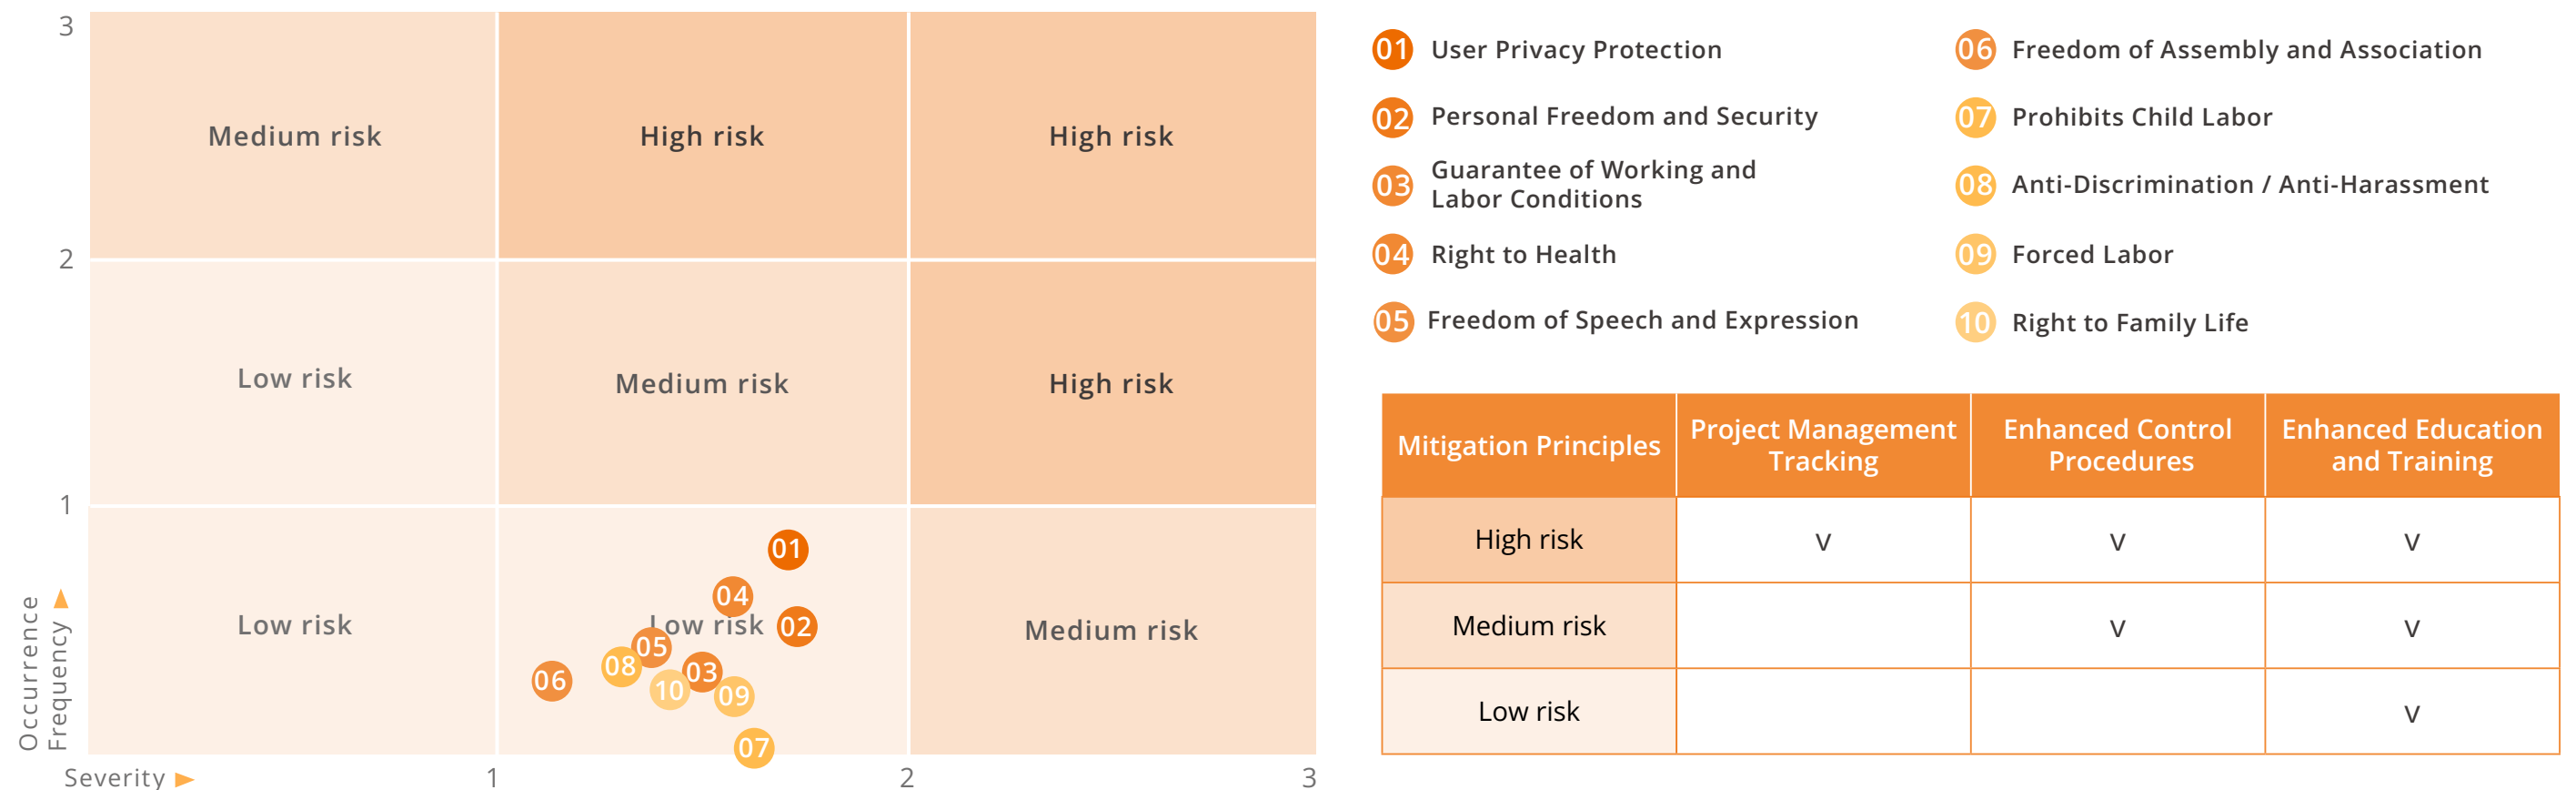 3
Medium risk
High risk
High risk
2
Low risk
Medium risk
High risk
1
Low risk
Low risk
Medium risk
01
04
02
05
08
03
06
10
09
07
Occurrence
Frequency
Severity
1
2
3
01 User Privacy Protection
02 Personal Freedom and Security
03 Guarantee of Working and
Labor Conditions
04 Right to Health
05 Freedom of Speech and Expression
06 Freedom of Assembly and Association
07 Prohibits Child Labor
08 Anti-Discrimination / Anti-Harassment
09 Forced Labor
10 Right to Family Life
Mitigation Principles
Project Management
Tracking
Enhanced Control
Procedures
Enhanced Education
and Training
High risk V V V
Medium risk V V
Low risk V